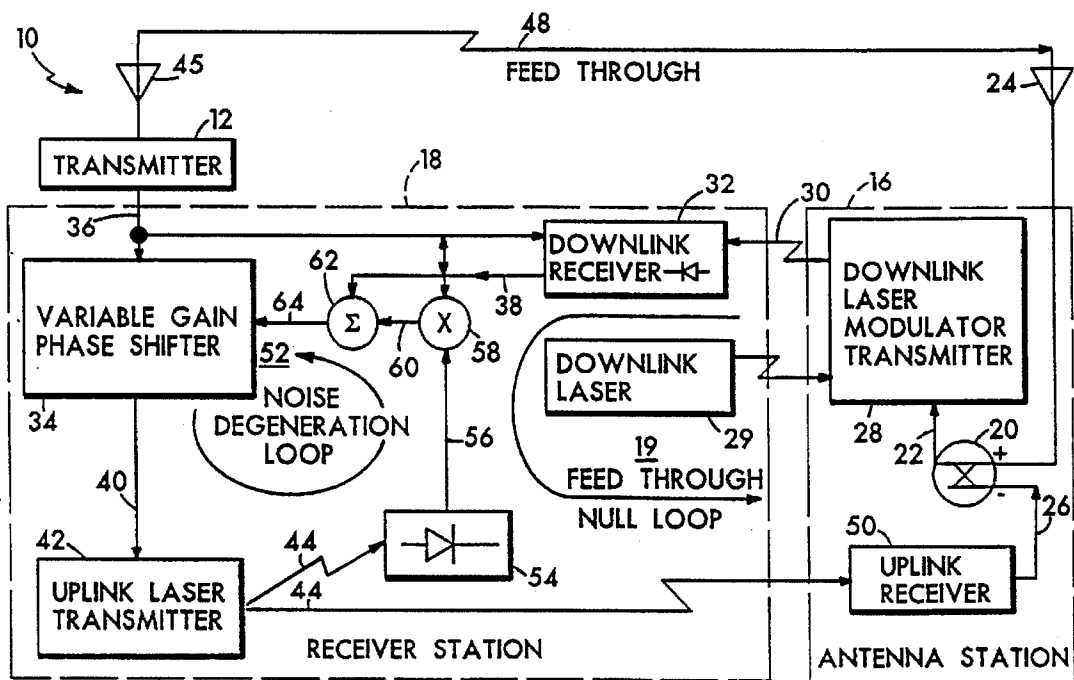 48
10
45
FEED THROUGH
24
12
TRANSMITTER
18
32
30
16
36
DOWNLINK
RECEIVER
62
38
64
Σ
60
X
58
VARIABLE GAIN
PHASE SHIFTER
52
34
NOISE
DEGENERATION
LOOP
56
DOWNLINK
LASER
29
19
FEED THROUGH
NULL LOOP
DOWNLINK
LASER
MODULATOR
TRANSMITTER
28
22
20
+
-
26
40
42
UPLINK LASER
TRANSMITTER
44
44
54
50
UPLINK
RECEIVER
RECEIVER STATION
ANTENNA STATION